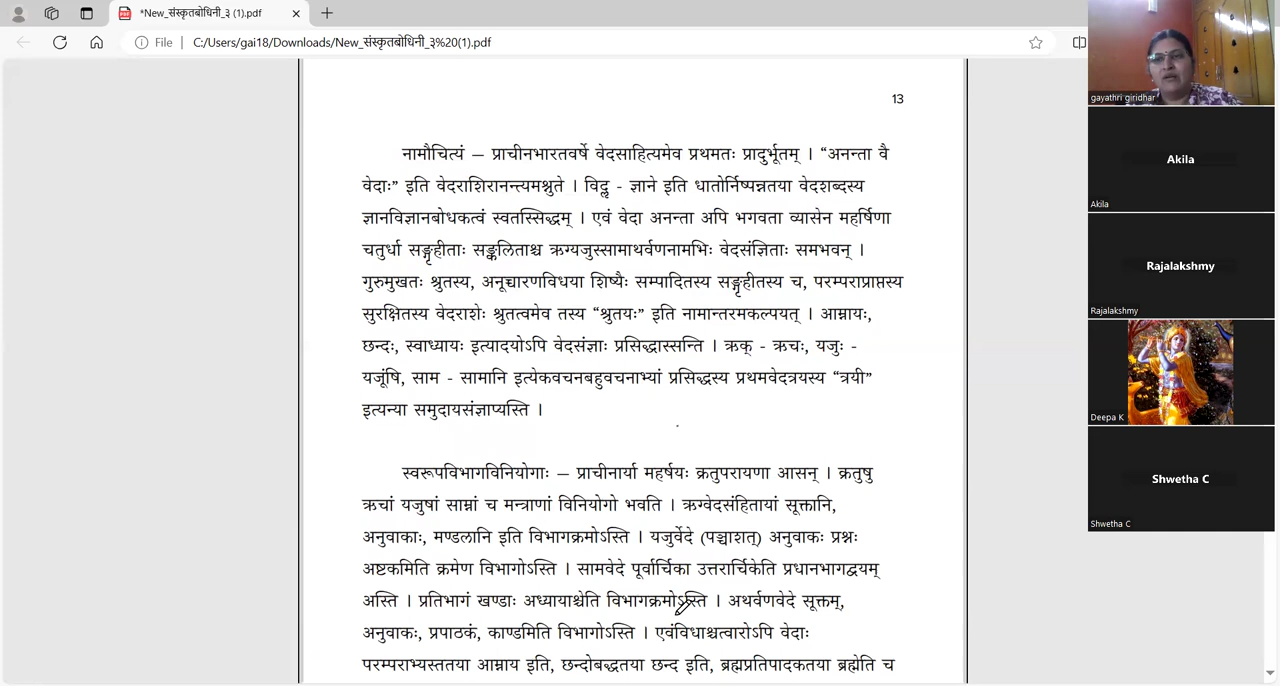 *New_संस्कृतबोधिनी_३ (1).pdf
File
C:/Users/gai18/Downloads/New_संस्कृतबोधिनी_३%20(1).pdf
13
नामौचित्यं – प्राचीनभारतवर्षे वेदसाहित्यमेव प्रथमतः प्रादुर्भूतम् । “अनन्ता वै
वेदाः” इति वेदराशिरानन्त्यमश्नुते । विदॢ - ज्ञाने इति धातोर्निष्पन्नतया वेदशब्दस्य
ज्ञानविज्ञानबोधकत्वं स्वतस्सिद्धम् । एवं वेदा अनन्ता अपि भगवता व्यासेन महर्षिणा
चतुर्धा सङ्गृहीताः सङ्कलिताश्च ऋग्यजुस्सामाथर्वणनामभिः वेदसंज्ञिताः समभवन् ।
गुरुमुखतः श्रुतस्य, अनूच्चारणविधया शिष्यैः सम्पादितस्य सङ्गृहीतस्य च, परम्पराप्राप्तस्य
सुरक्षितस्य वेदराशेः श्रुतत्वमेव तस्य “श्रुतयः” इति नामान्तरमकल्पयत् । आम्नायः,
छन्दः, स्वाध्यायः इत्यादयोऽपि वेदसंज्ञाः प्रसिद्धास्सन्ति । ऋक् - ऋचः, यजुः -
यजूंषि, साम - सामानि इत्येकवचनबहुवचनाभ्यां प्रसिद्धस्य प्रथमवेदत्रयस्य “त्रयी”
इत्यन्या समुदायसंज्ञाप्यस्ति ।
स्वरूपविभागविनियोगाः – प्राचीनार्या महर्षयः क्रतुपरायणा आसन् । क्रतुषु
ऋचां यजुषां साम्नां च मन्त्राणां विनियोगो भवति । ऋग्वेदसंहितायां सूक्तानि,
अनुवाकाः, मण्डलानि इति विभागक्रमोऽस्ति । यजुर्वेदे (पञ्चाशत्) अनुवाकः प्रश्नः
अष्टकमिति क्रमेण विभागोऽस्ति । सामवेदे पूर्वार्चिका उत्तरार्चिकेति प्रधानभागद्वयम्
अस्ति । प्रतिभागं खण्डाः अध्यायाश्चेति विभागक्रमोऽस्ति । अथर्वणवेदे सूक्तम्,
अनुवाकः, प्रपाठकं, काण्डमिति विभागोऽस्ति । एवंविधाश्चत्वारोऽपि वेदाः
परम्पराभ्यस्ततया आम्नाय इति, छन्दोबद्धतया छन्द इति, ब्रह्मप्रतिपादकतया ब्रह्मेति च
gayathri giridhar
Akila
Akila
Rajalakshmy
Rajalakshmy
Deepa K
Shwetha C
Shwetha C